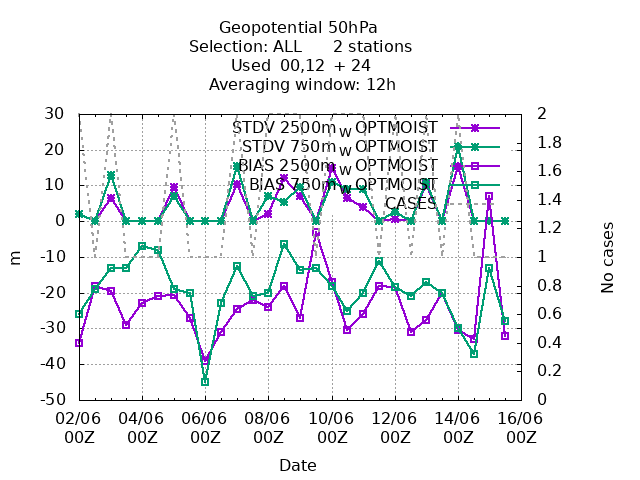 Geopotential 50hPa
Selection: ALL 2 stations
Used 00,12 + 24
Averaging window: 12h
STDV 2500m_W OPTMOIST
STDV 750m_W OPTMOIST
BIAS 2500m_W OPTMOIST
BIAS 750m_W OPTMOIST
CASES
30
20
10
0
-10
-20
-30
-40
-50
m
2
1.8
1.6
1.4
1.2
1
0.8
0.6
0.4
0.2
0
No cases
02/06 04/06 06/06 08/06 10/06 12/06 14/06 16/06
00Z 00Z 00Z 00Z 00Z 00Z 00Z 00Z
Date